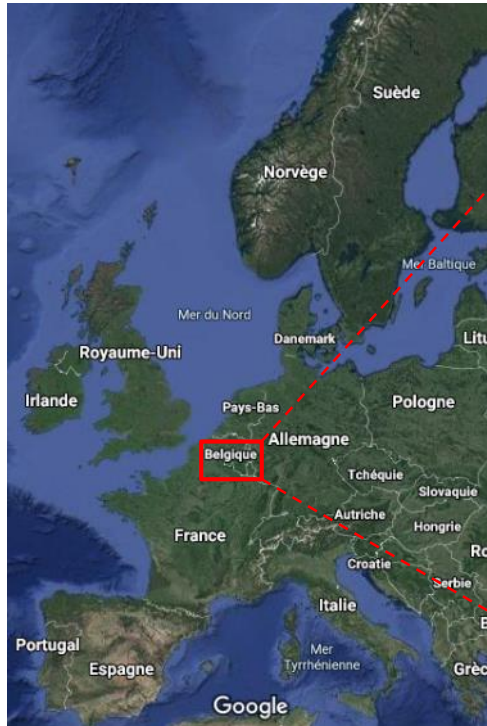 Suède
Norvège
Mer Baltique
Mer du Nord
Danemark
Litu
Royaume-Uni
Irlande
Pays-Bas
Pologne
Allemagne
Belgique
Tchéquie
Slovaquie
Autriche
Hongrie
France
Ro
Croatie
Serbie
Italie
B
Portugal
Mer
Tyrrhénienne
Espagne
Grèc
Google